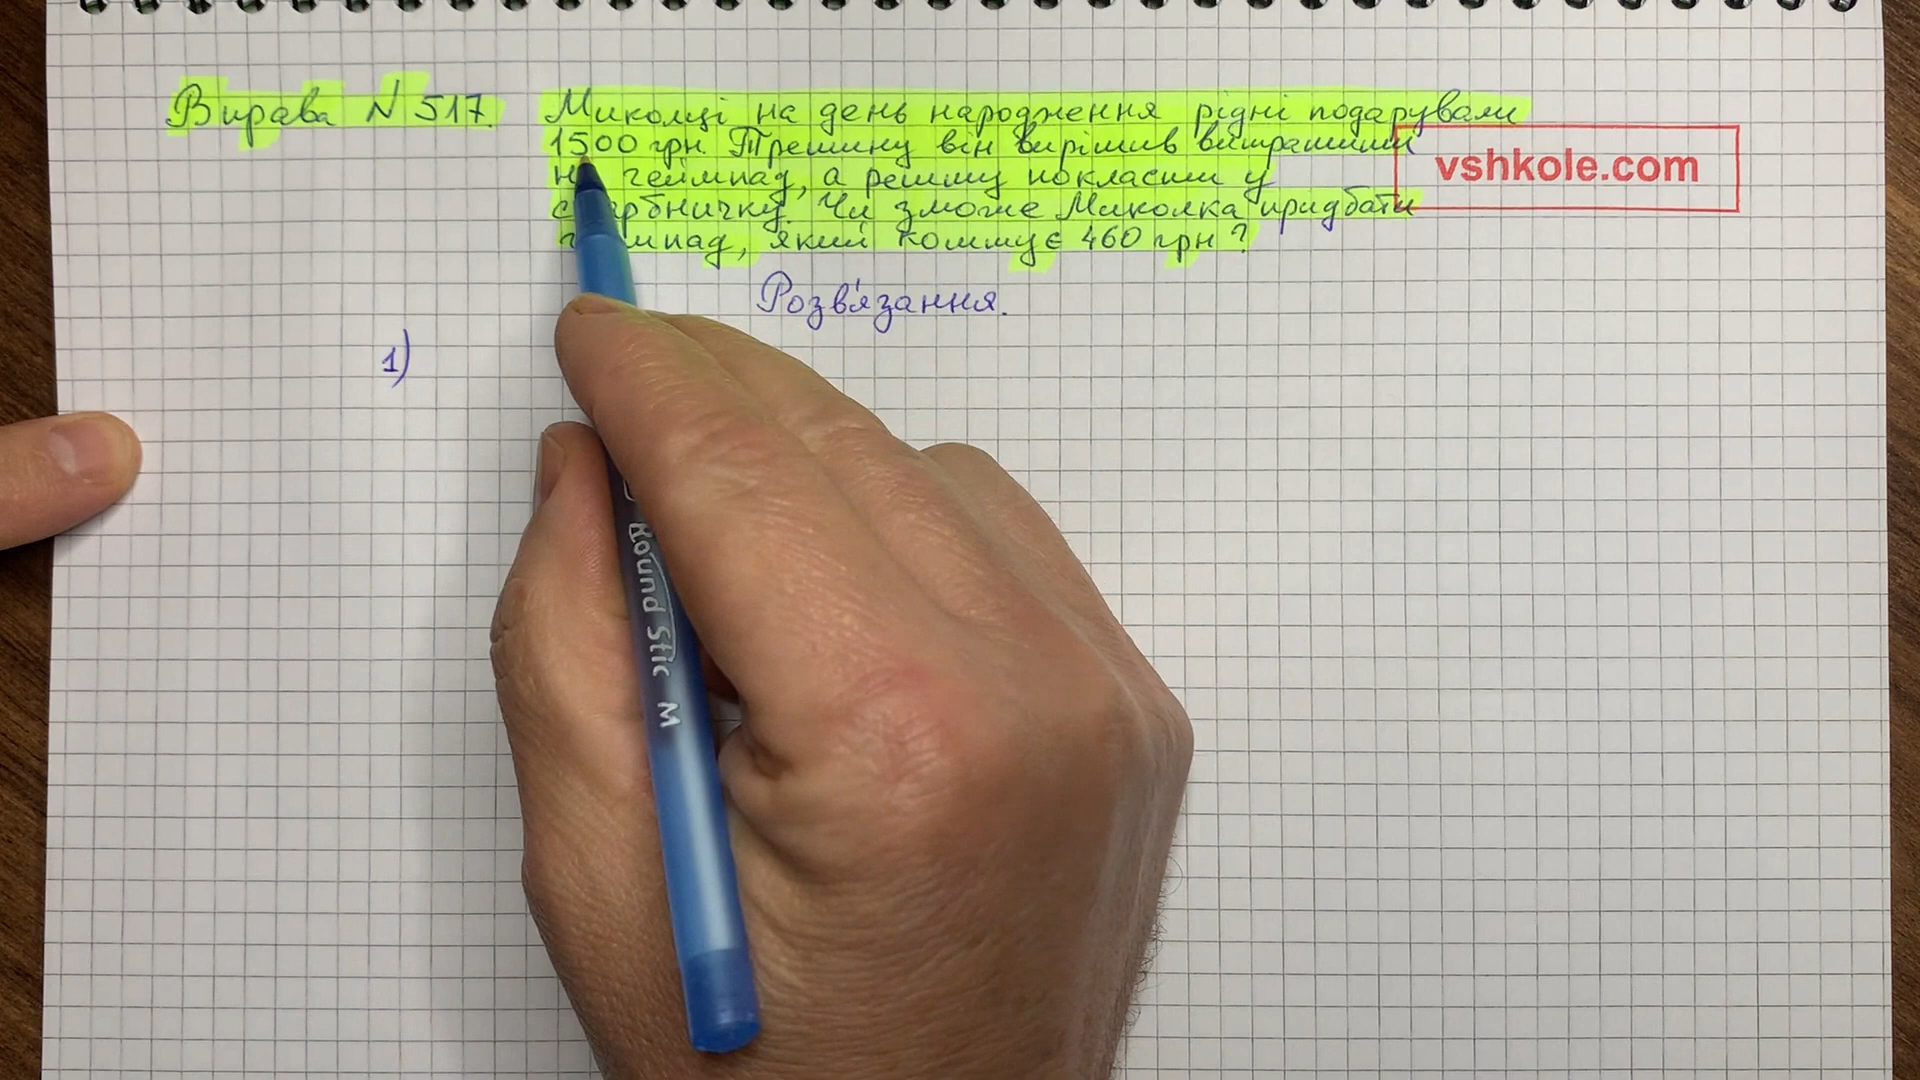 Вправа № 517. Миколці на день народження рідні подарували
1500 грн. Третину він вирішив витратити
на геймпад, а решту покласти у
скарбничку. Чи зможе Миколка придбати
геймпад, який коштує 460 грн?
vshkole.com
Розв'язання.
1)
Round Stic M